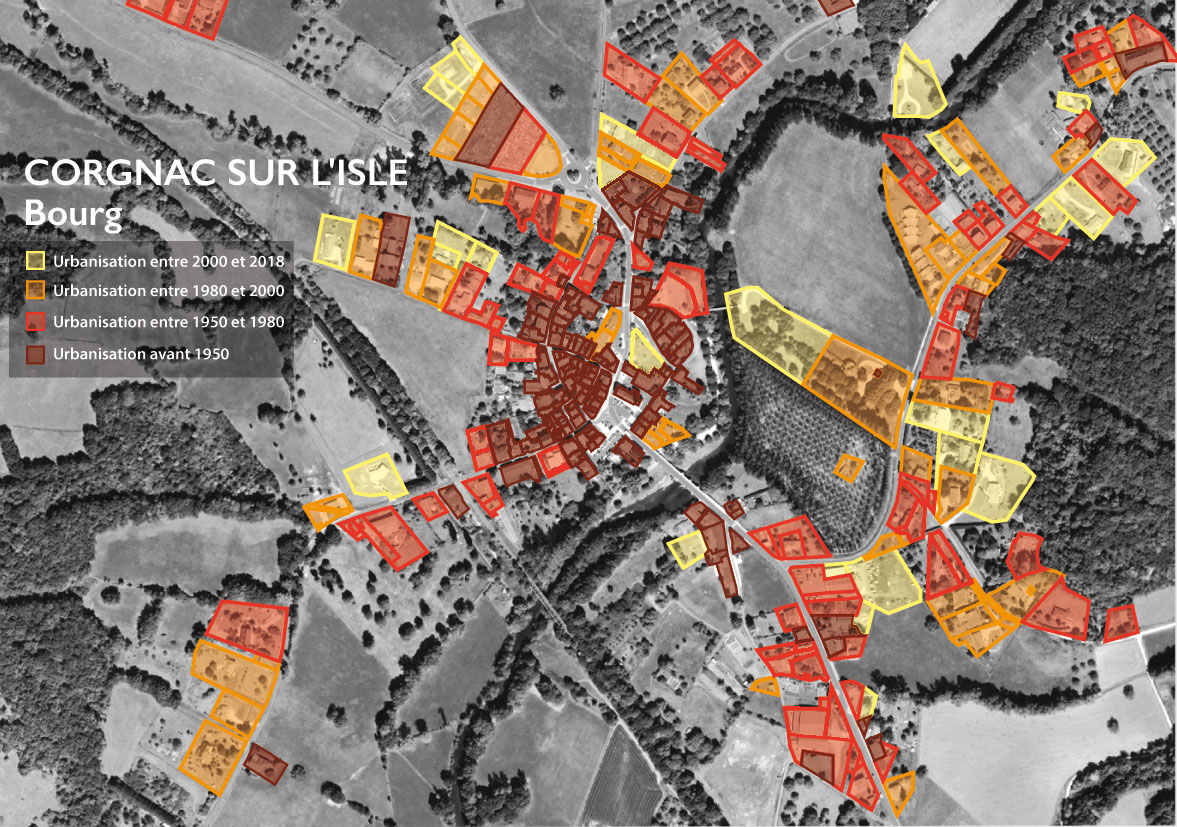 CORGNAC SUR L'ISLE
Bourg
Urbanisation entre 2000 et 2018
Urbanisation entre 1980 et 2000
Urbanisation entre 1950 et 1980
Urbanisation avant 1950